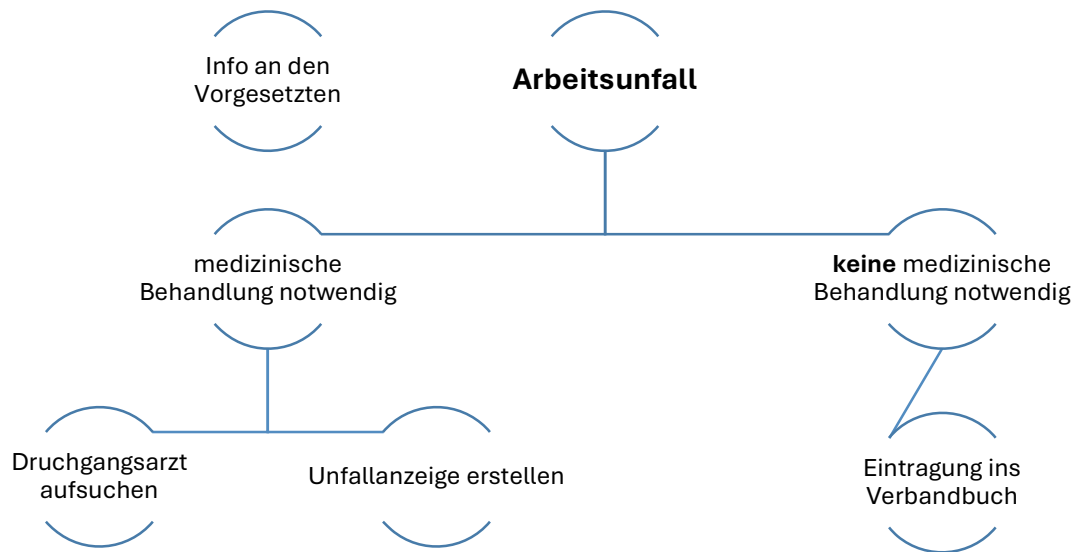 Info an den
Vorgesetzten
Arbeitsunfall
medizinische
Behandlung notwendig
keine medizinische
Behandlung notwendig
Druchgangsarzt
aufsuchen
Unfallanzeige erstellen
Eintragung ins
Verbandbuch